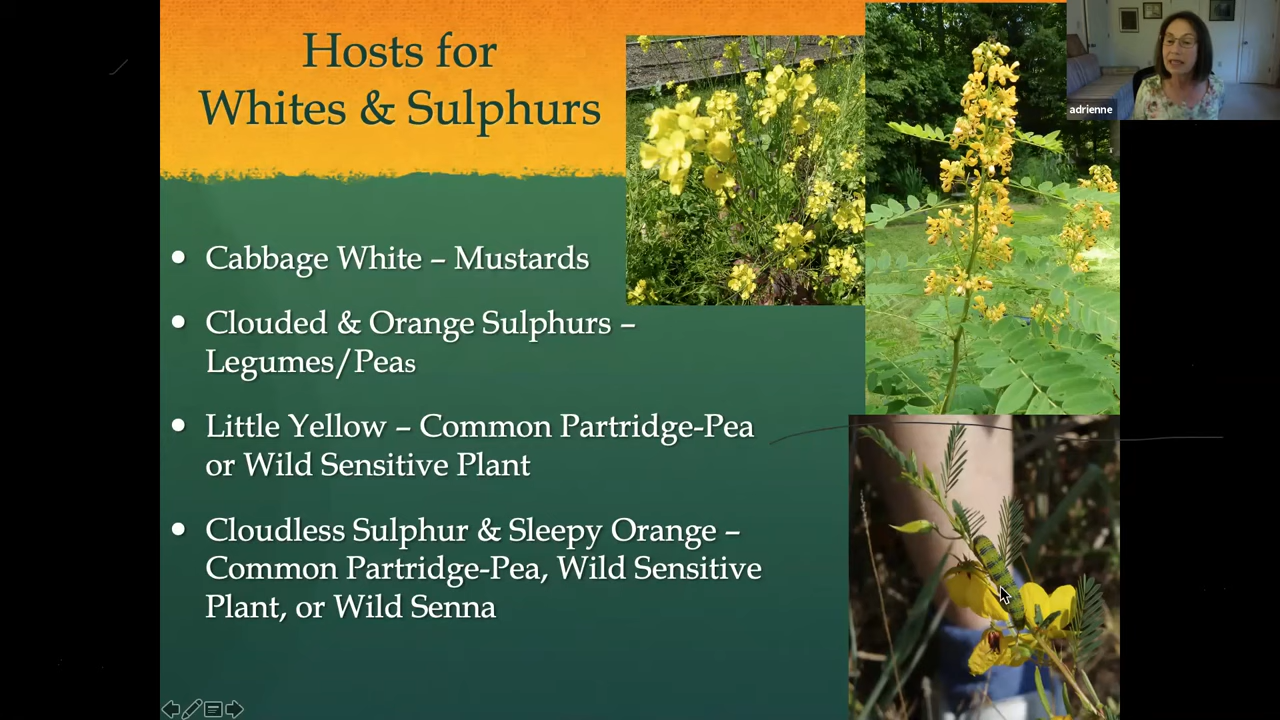 Hosts for
Whites & Sulphurs
adrienne
• Cabbage White – Mustards
• Clouded & Orange Sulphurs –
Legumes/Peas
• Little Yellow – Common Partridge-Pea
or Wild Sensitive Plant
• Cloudless Sulphur & Sleepy Orange –
Common Partridge-Pea, Wild Sensitive
Plant, or Wild Senna